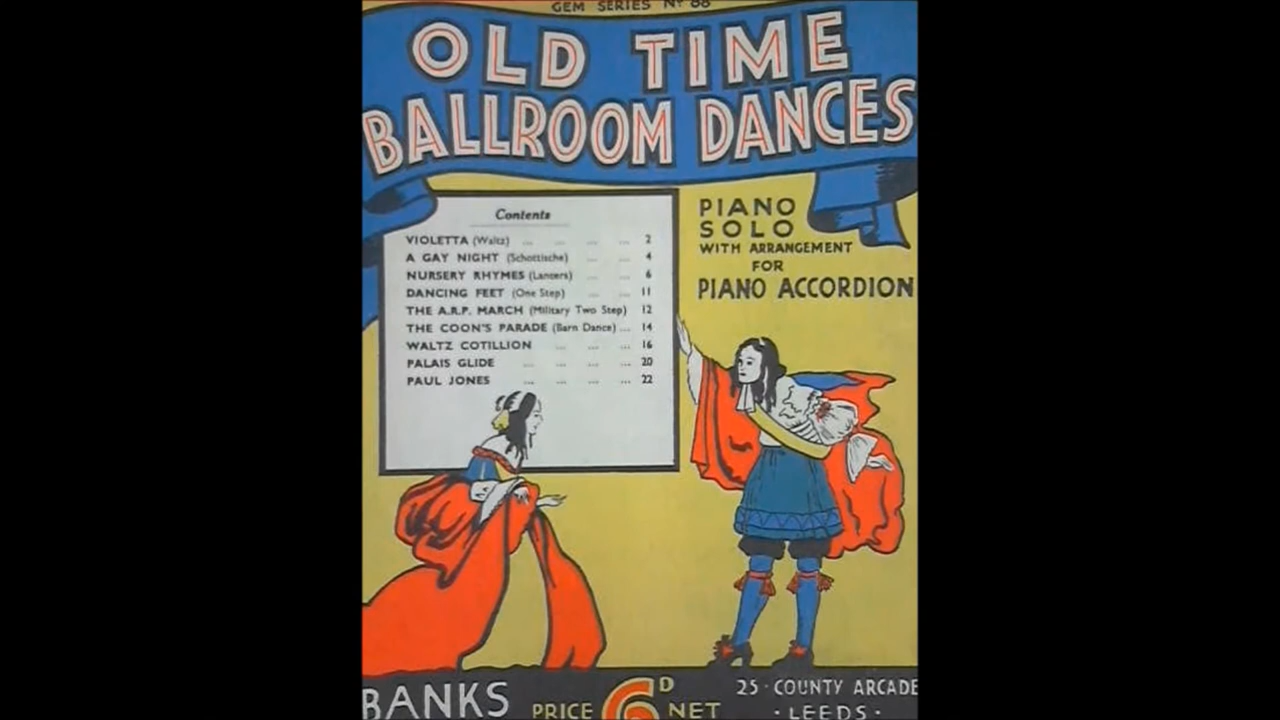 GEM SERIES Nº 88
OLD TIME
BALLROOM DANCES
Contents
VIOLETTA (Waltz) ... ... ... ... 2
A GAY NIGHT (Schottische) ... ... 4
NURSERY RHYMES (Lancers) ... ... 6
DANCING FEET (One Step) ... ... 11
THE A.R.P. MARCH (Military Two Step) 12
THE COON'S PARADE (Barn Dance) ... 14
WALTZ COTILLION ... ... ... 16
PALAIS GLIDE ... ... ... ... 20
PAUL JONES ... ... ... ... 22
PIANO
SOLO
WITH ARRANGEMENT
FOR
PIANO ACCORDION
BANKS
PRICE 6D NET
25 · COUNTY ARCADE
· LEEDS ·